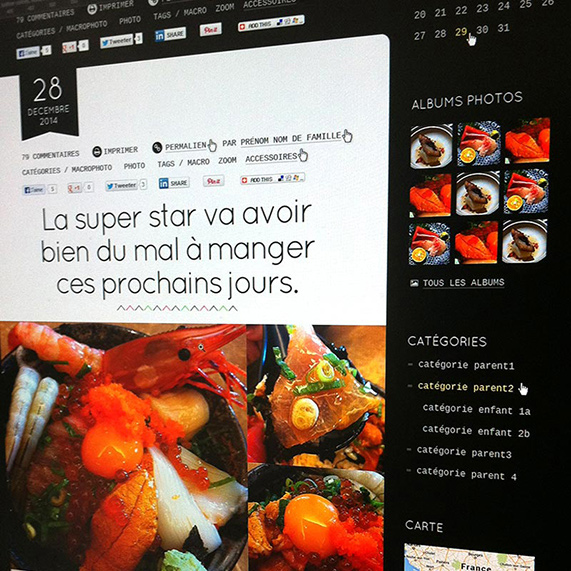 79 COMMENTAIRES IMPRIMER
CATÉGORIES / MACROPHOTO PHOTO TAGS / MACRO ZOOM ACCESSOIRES
J'aime 5 +1 8 Tweeter 3 SHARE Pin it ADD THIS
28
DECEMBRE
2014
79 COMMENTAIRES IMPRIMER PERMALIEN PAR PRÉNOM NOM DE FAMILLE
CATÉGORIES / MACROPHOTO PHOTO TAGS / MACRO ZOOM ACCESSOIRES
J'aime 5 +1 8 Tweeter 3 SHARE Pin it ADD THIS
La super star va avoir
bien du mal à manger
ces prochains jours.
20 21 22 23 24 25 26
27 28 29 30 31
ALBUMS PHOTOS
TOUS LES ALBUMS
CATÉGORIES
– catégorie parent1
– catégorie parent2
catégorie enfant 1a
catégorie enfant 2b
– catégorie parent3
– catégorie parent 4
CARTE
France